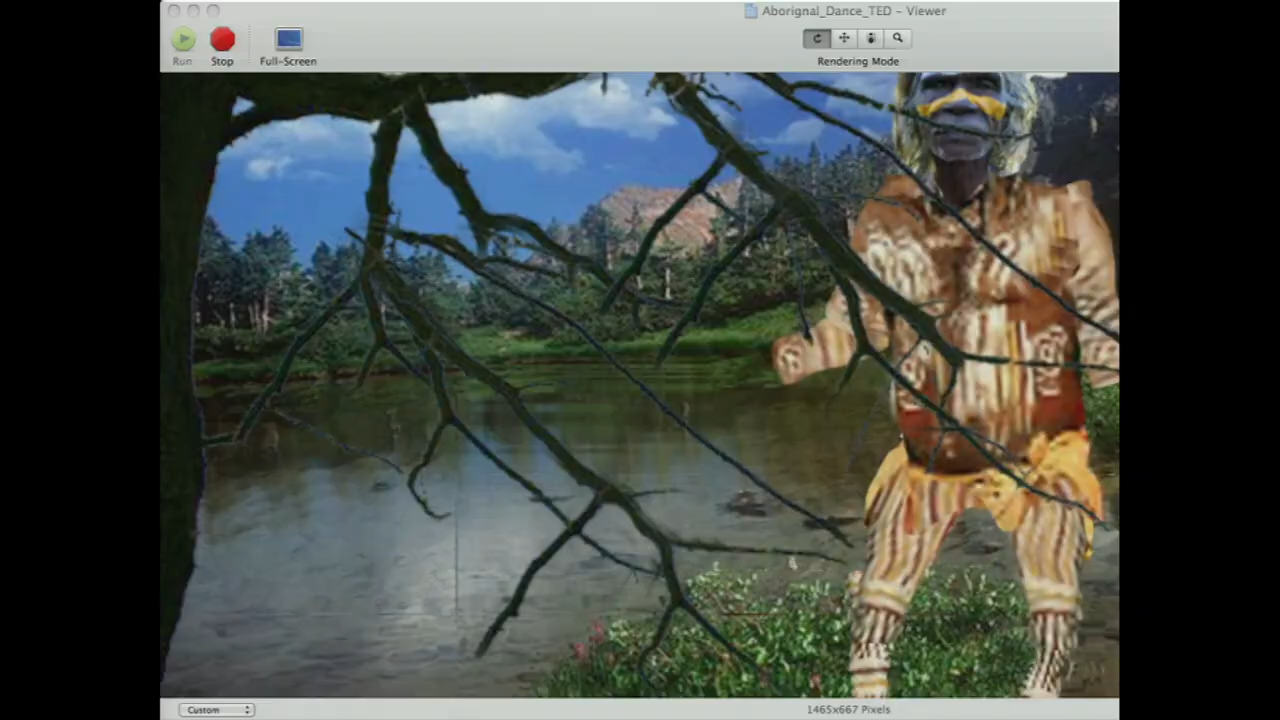 Aborignal_Dance_TED - Viewer
Run
Stop
Full-Screen
Rendering Mode
Custom
1465x667 Pixels